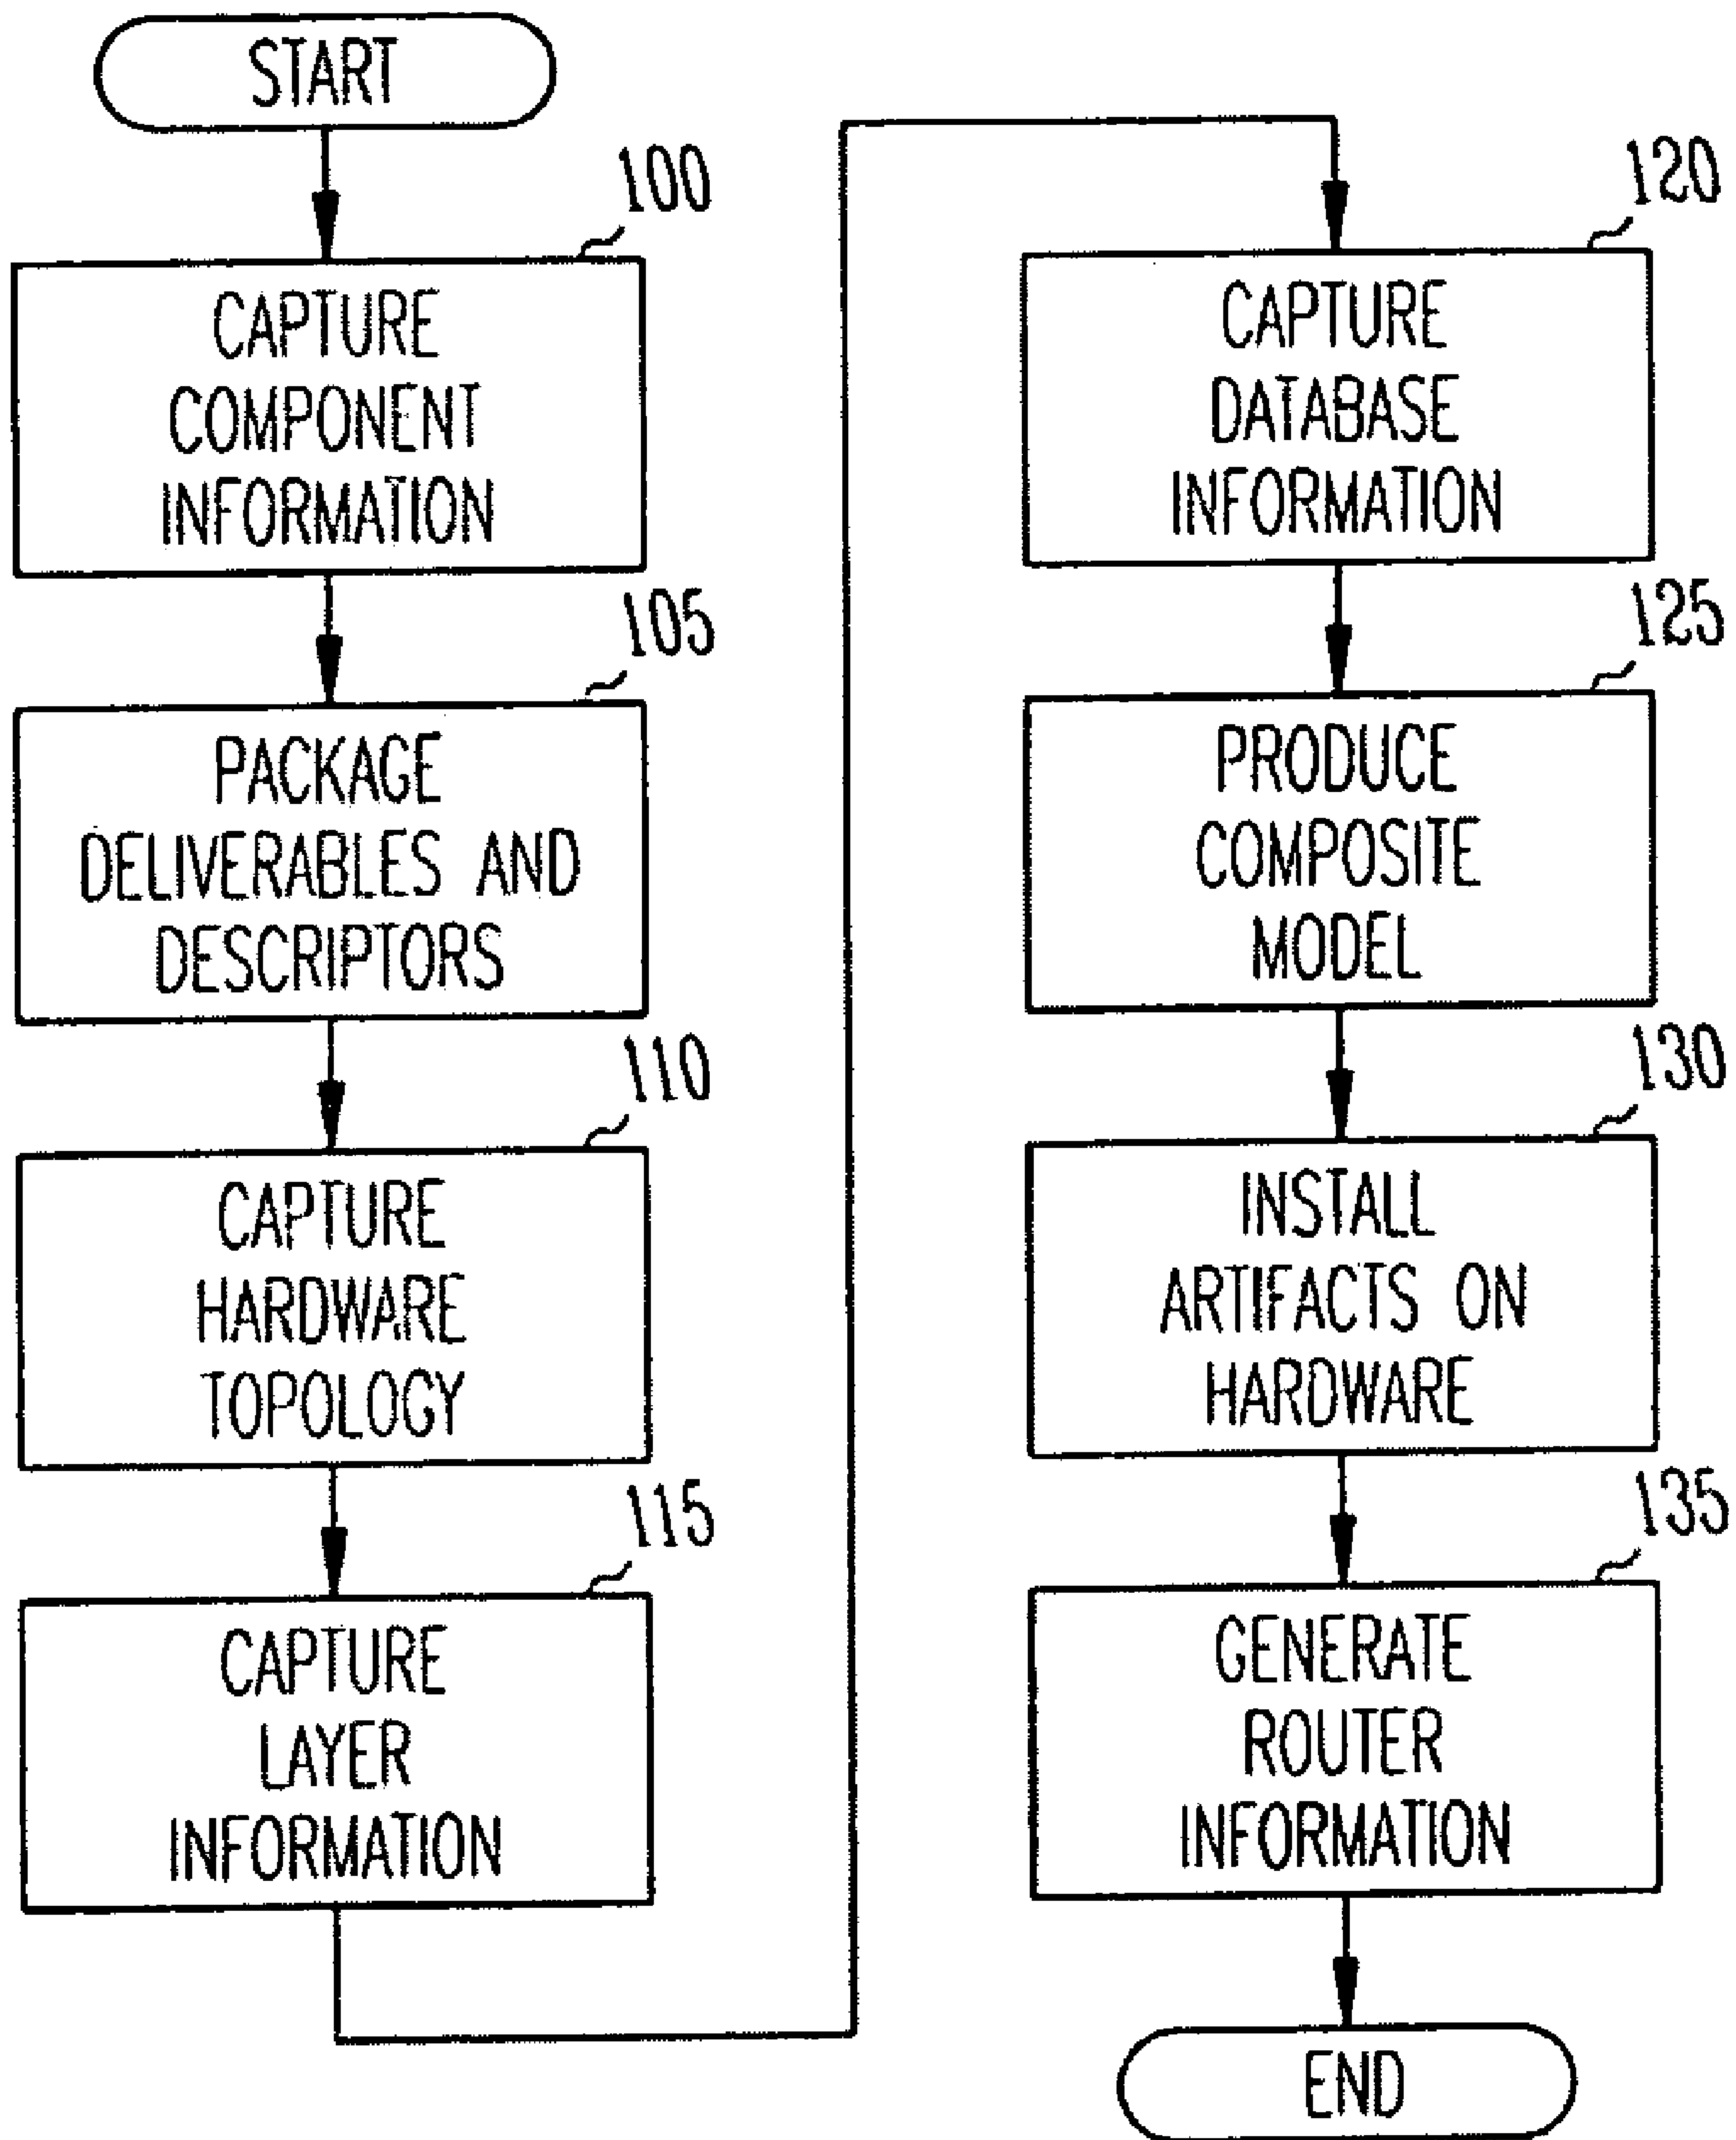 START
100
CAPTURE
COMPONENT
INFORMATION
105
PACKAGE
DELIVERABLES AND
DESCRIPTORS
110
CAPTURE
HARDWARE
TOPOLOGY
115
CAPTURE
LAYER
INFORMATION
120
CAPTURE
DATABASE
INFORMATION
125
PRODUCE
COMPOSITE
MODEL
130
INSTALL
ARTIFACTS ON
HARDWARE
135
GENERATE
ROUTER
INFORMATION
END